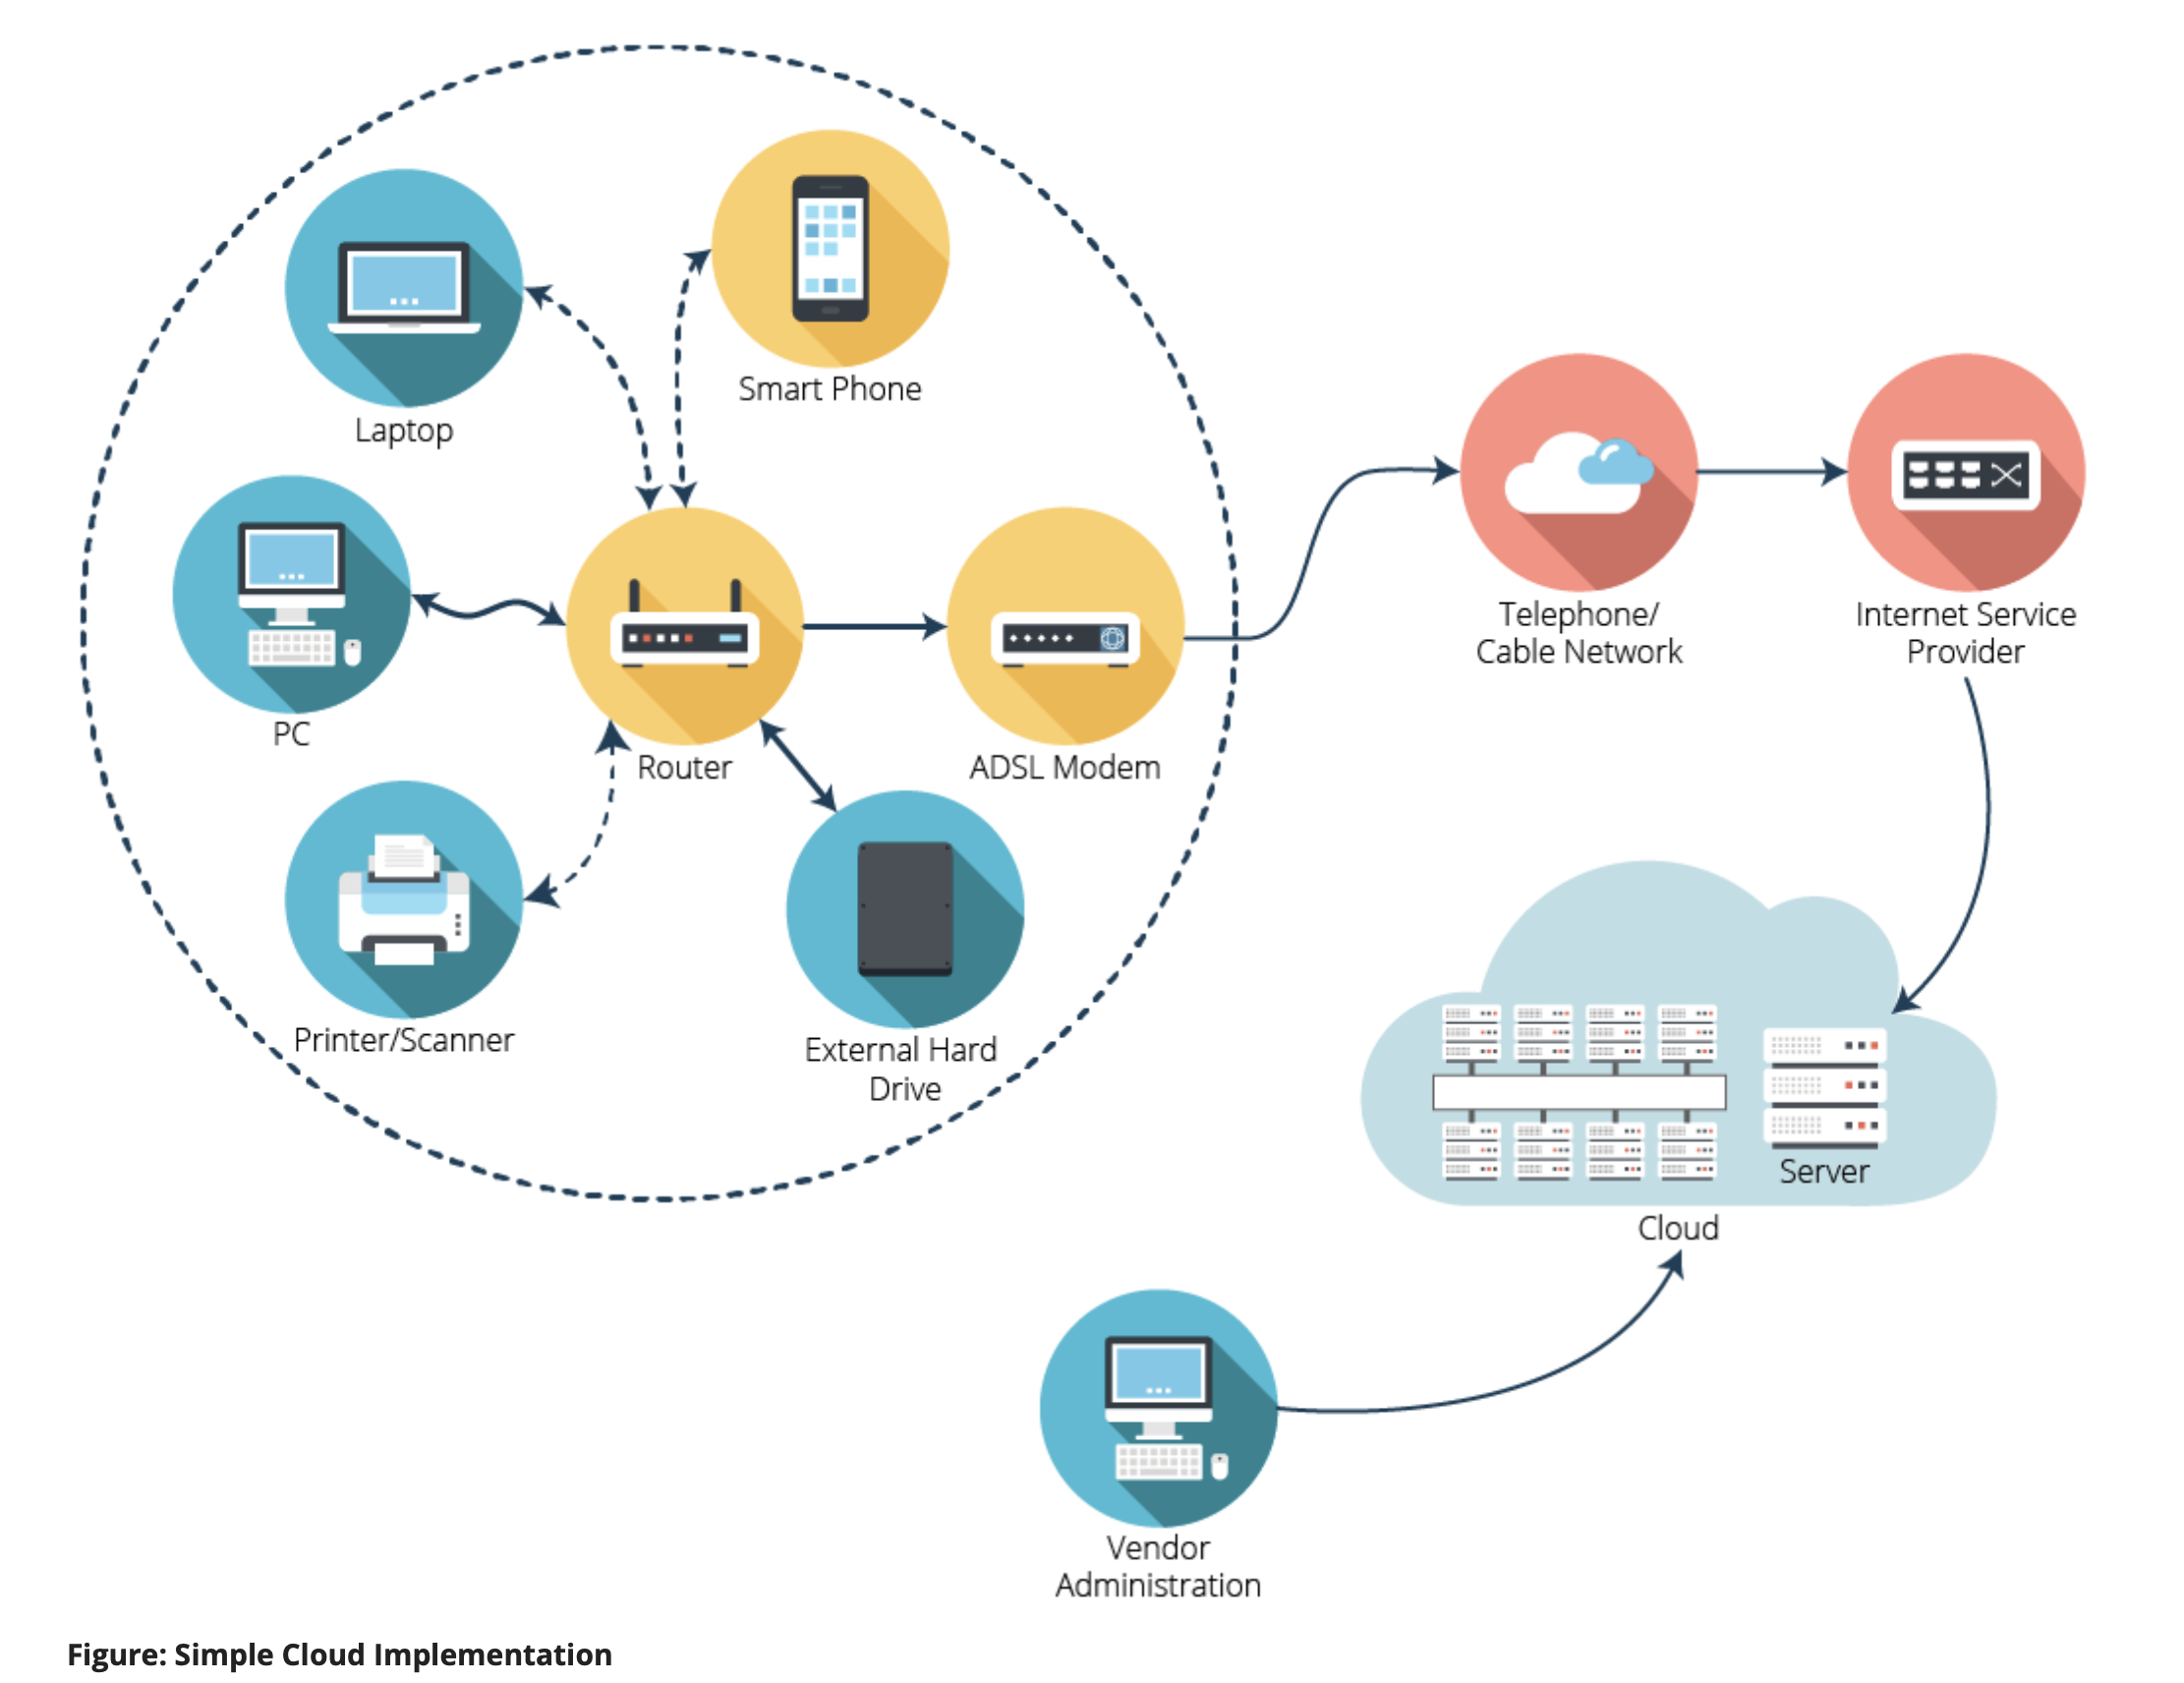 Smart Phone
Laptop
Telephone/
Cable Network
Internet Service
Provider
PC
Router
ADSL Modem
Printer/Scanner
External Hard
Drive
Server
Cloud
Vendor
Administration
Figure: Simple Cloud Implementation